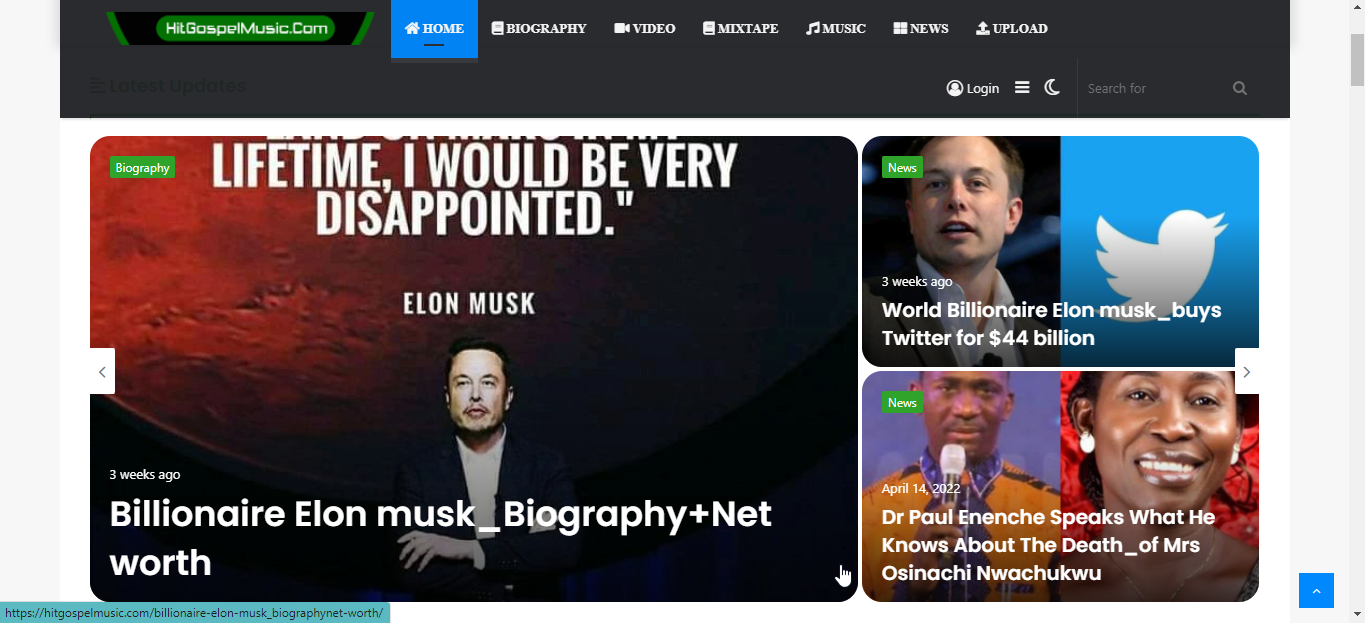 HitGospelMusic.Com
HOME
BIOGRAPHY
VIDEO
MIXTAPE
MUSIC
NEWS
UPLOAD
Latest Updates
Login
Search for
Biography
LIFETIME, I WOULD BE VERY
DISAPPOINTED."
ELON MUSK
3 weeks ago
Billionaire Elon musk_Biography+Net
worth
News
3 weeks ago
World Billionaire Elon musk_buys
Twitter for $44 billion
News
April 14, 2022
Dr Paul Enenche Speaks What He
Knows About The Death_of Mrs
Osinachi Nwachukwu
https://hitgospelmusic.com/billionaire-elon-musk_biographynet-worth/